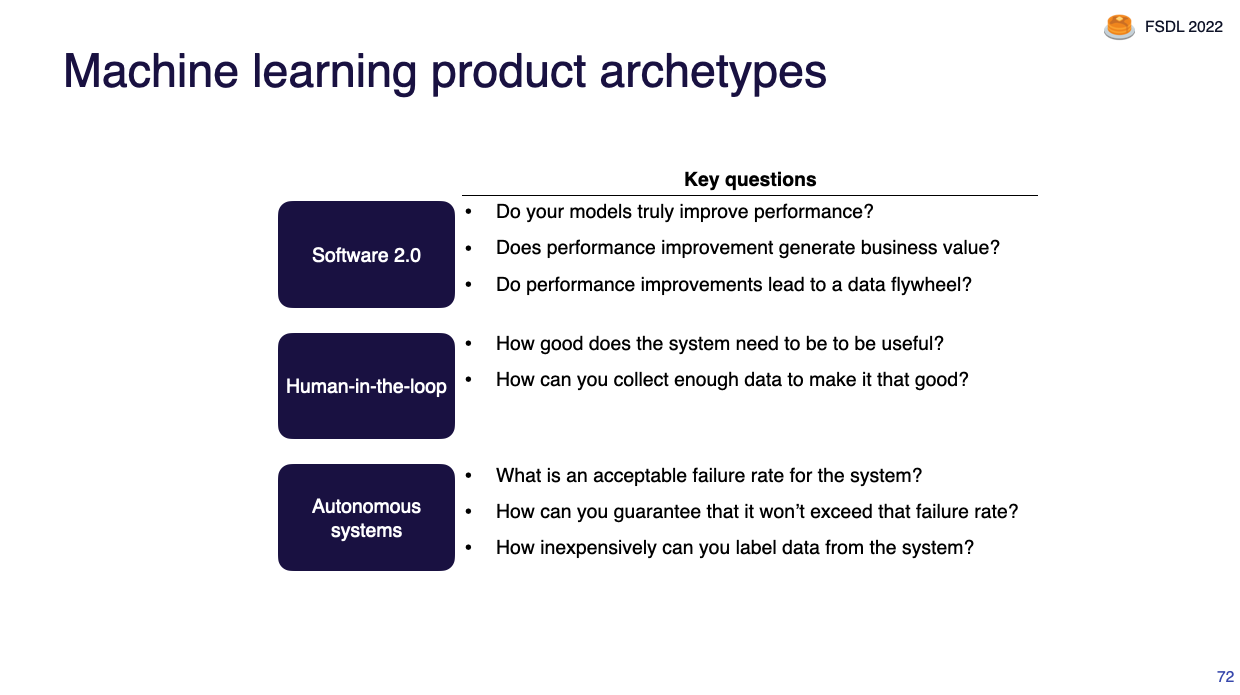 FSDL 2022
Machine learning product archetypes
Key questions
Software 2.0
• Do your models truly improve performance?
• Does performance improvement generate business value?
• Do performance improvements lead to a data flywheel?
Human-in-the-loop
• How good does the system need to be to be useful?
• How can you collect enough data to make it that good?
Autonomous
systems
• What is an acceptable failure rate for the system?
• How can you guarantee that it won’t exceed that failure rate?
• How inexpensively can you label data from the system?
72